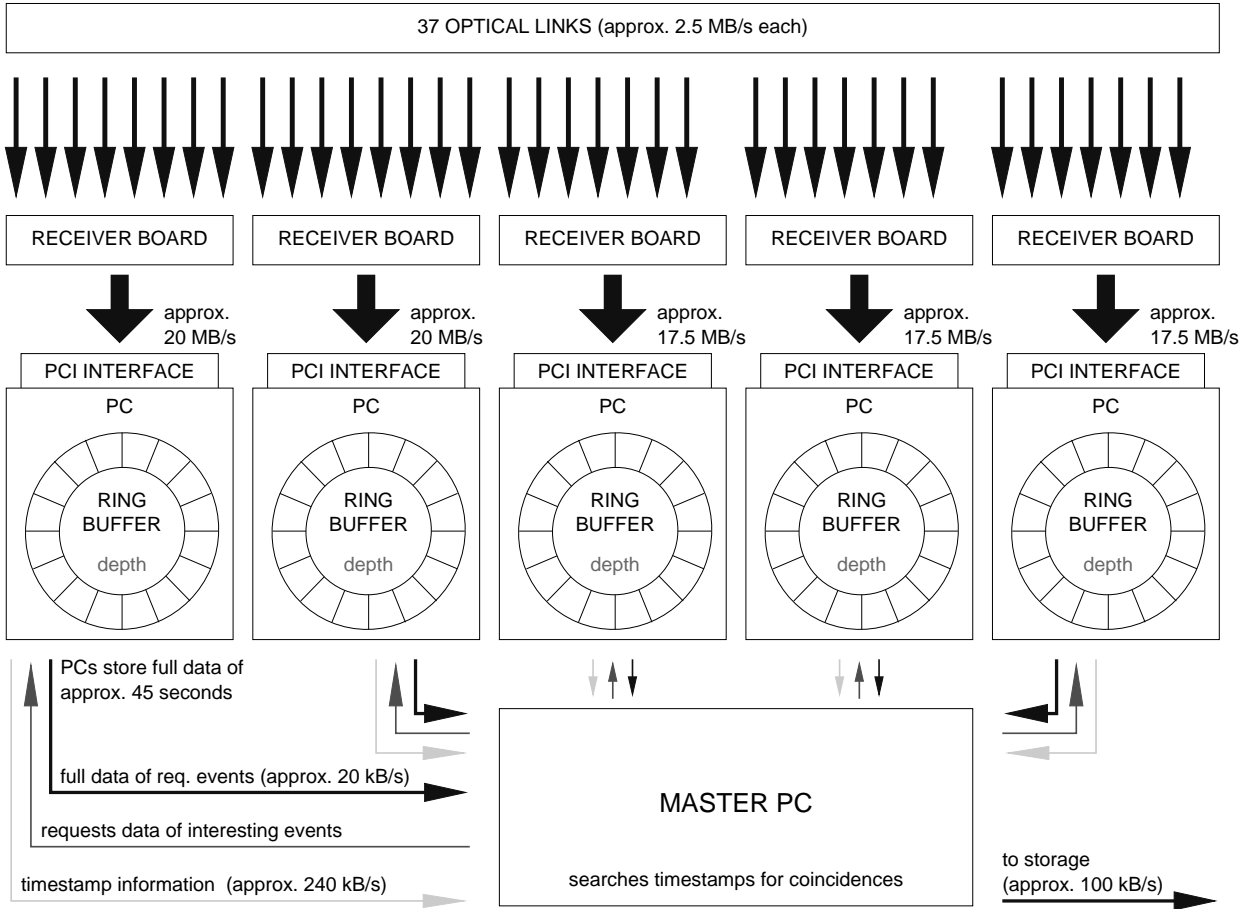 37 OPTICAL LINKS (approx. 2.5 MB/s each)
RECEIVER BOARD
RECEIVER BOARD
RECEIVER BOARD
RECEIVER BOARD
RECEIVER BOARD
approx.
20 MB/s
approx.
20 MB/s
approx.
17.5 MB/s
approx.
17.5 MB/s
approx.
17.5 MB/s
PCI INTERFACE
PCI INTERFACE
PCI INTERFACE
PCI INTERFACE
PCI INTERFACE
PC
PC
PC
PC
PC
RING
BUFFER
depth
RING
BUFFER
depth
RING
BUFFER
depth
RING
BUFFER
depth
RING
BUFFER
depth
PCs store full data of
approx. 45 seconds
full data of req. events (approx. 20 kB/s)
requests data of interesting events
timestamp information (approx. 240 kB/s)
MASTER PC
searches timestamps for coincidences
to storage
(approx. 100 kB/s)